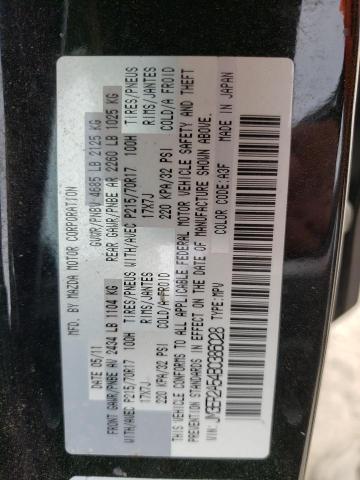 MFD. BY MAZDA MOTOR CORPORATION
DATE 05/11 GVWR/PNBV 4685 LB 2125 KG
FRONT GAWR/PNBE AV 2434 LB 1104 KG REAR GAWR/PNBE AR 2260 LB 1025 KG
WITH/AVEC P215/70R17 100H TIRES/PNEUS WITH/AVEC P215/70R17 100H TIRES/PNEUS
17X7J RIMS/JANTES 17X7J RIMS/JANTES
220 KPA/32 PSI COLD/A FROID 220 KPA/32 PSI COLD/A FROID
THIS VEHICLE CONFORMS TO ALL APPLICABLE FEDERAL MOTOR VEHICLE SAFETY AND THEFT
PREVENTION STANDARDS IN EFFECT ON THE DATE OF MANUFACTURE SHOWN ABOVE.
TYPE:MPV COLOR CODE:A3F MADE IN JAPAN